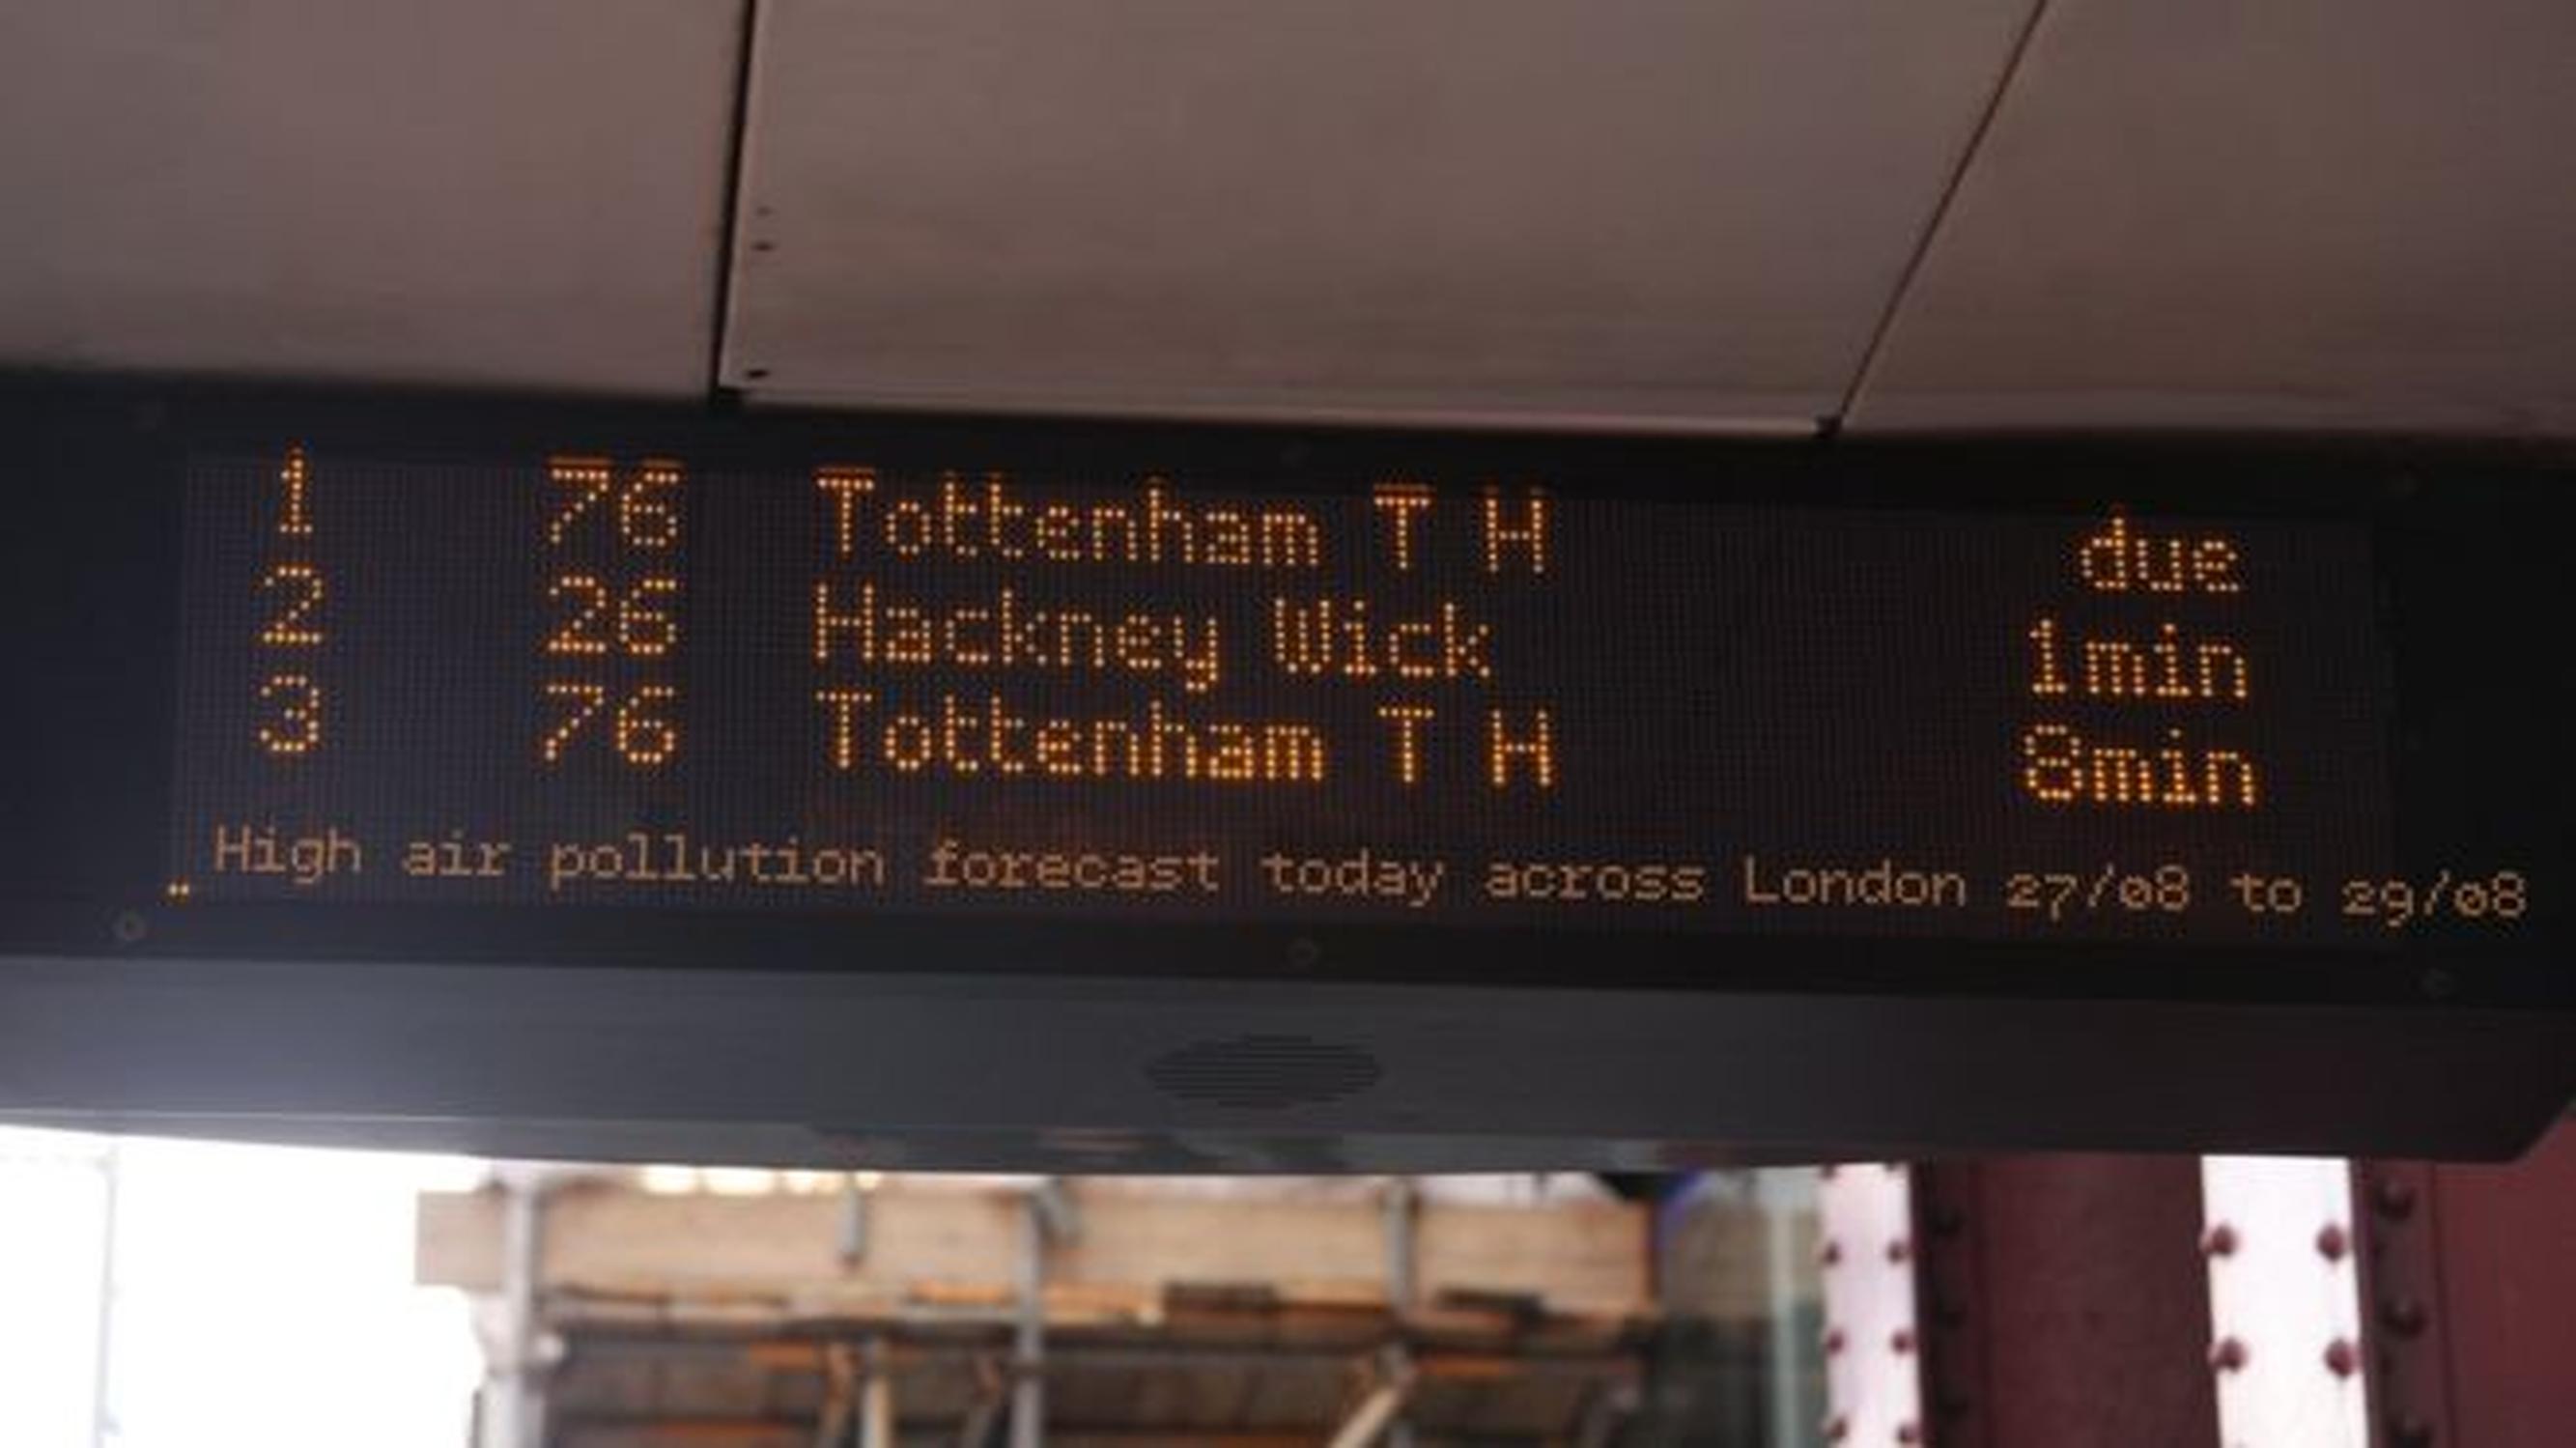 1 76 Tottenham T H due
2 26 Hackney Wick 1min
3 76 Tottenham T H 8min
High air pollution forecast today across London 27/08 to 29/08